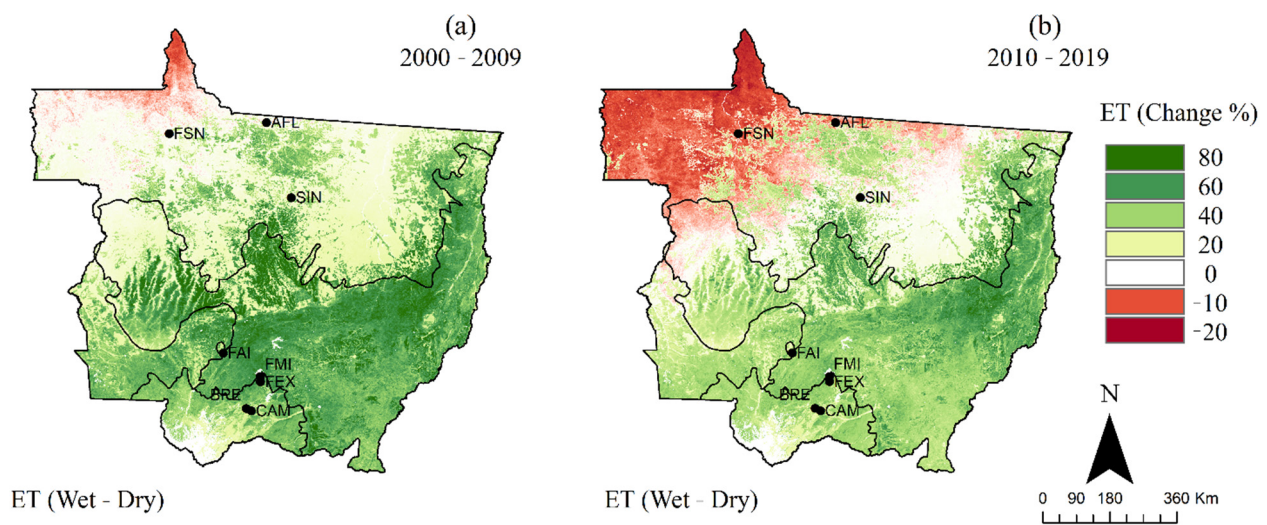 (a)
2000 - 2009
FSN
AFL
SIN
FAI
FMI
FEX
BRE
CAM
ET (Wet - Dry)
(b)
2010 - 2019
FSN
AFL
SIN
FAI
FMI
FEX
BRE
CAM
ET (Wet - Dry)
ET (Change %)
80
60
40
20
0
-10
-20
N
0 90 180 360 Km